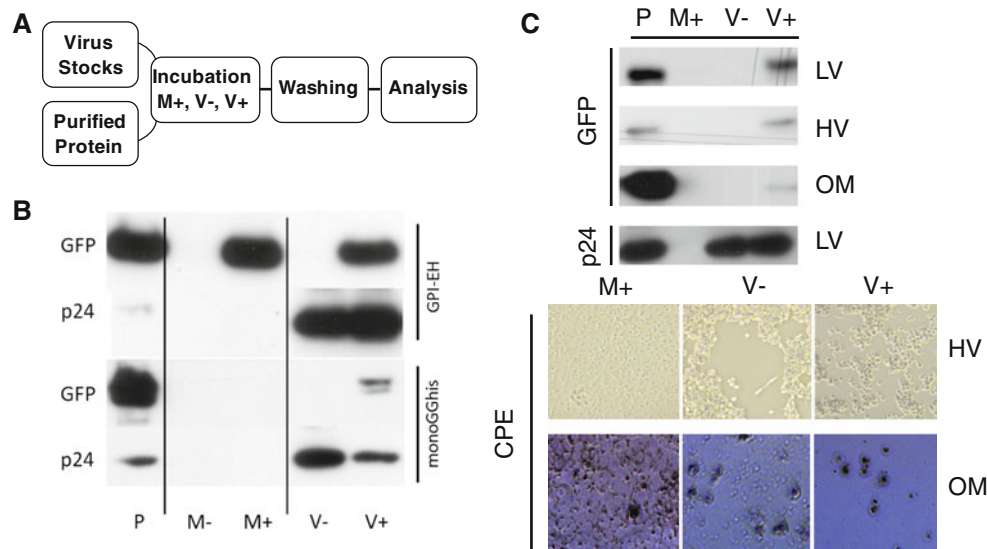 A
Virus
Stocks
Purified
Protein
Incubation
M+, V-, V+
Washing
Analysis
B
GFP
p24
GPI-EH
GFP
p24
monoGGhis
P M- M+ V- V+
C
P M+ V- V+
GFP
LV
HV
OM
p24
LV
M+ V- V+
CPE
HV
OM